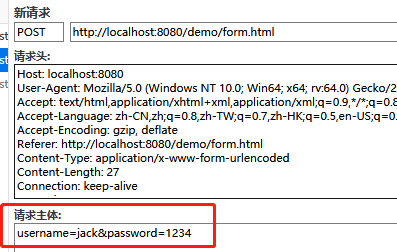 新请求
POST http://localhost:8080/demo/form.html
请求头:
Host: localhost:8080
User-Agent: Mozilla/5.0 (Windows NT 10.0; Win64; x64; rv:64.0) Gecko/2
Accept: text/html,application/xhtml+xml,application/xml;q=0.9,*/*;q=0.8
Accept-Language: zh-CN,zh;q=0.8,zh-TW;q=0.7,zh-HK;q=0.5,en-US;q=0.
Accept-Encoding: gzip, deflate
Referer: http://localhost:8080/demo/form.html
Content-Type: application/x-www-form-urlencoded
Content-Length: 27
Connection: keep-alive
请求主体:
username=jack&password=1234